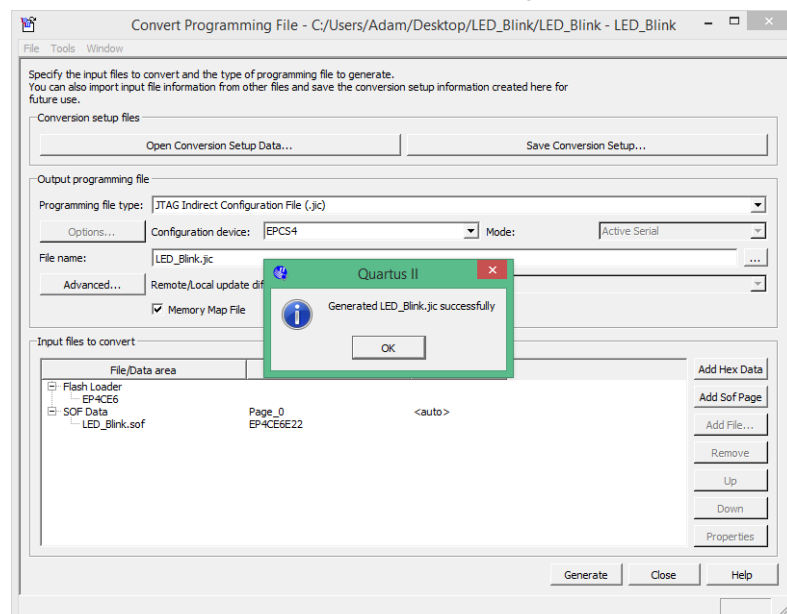 Convert Programming File - C:/Users/Adam/Desktop/LED_Blink/LED_Blink - LED_Blink
File Tools Window
Specify the input files to convert and the type of programming file to generate.
You can also import input file information from other files and save the conversion setup information created here for
future use.
Conversion setup files
Open Conversion Setup Data... Save Conversion Setup...
Output programming file
Programming file type: JTAG Indirect Configuration File (.jic)
Options... Configuration device: EPCS4 Mode: Active Serial
File name: LED_Blink.jic ...
Advanced... Remote/Local update dif
Memory Map File
Quartus II
Generated LED_Blink.jic successfully
OK
Input files to convert
File/Data area
Add Hex Data
Flash Loader
EP4CE6
Add Sof Page
SOF Data Page_0 <auto>
LED_Blink.sof EP4CE6E22
Add File...
Remove
Up
Down
Properties
Generate Close Help